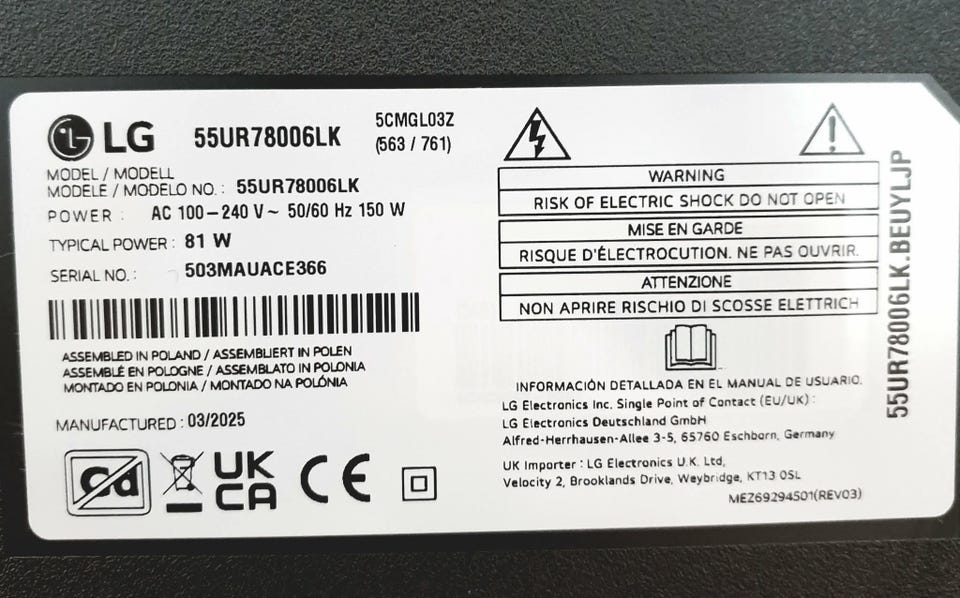 LG 55UR78006LK 5CMGL03Z
(563 / 761)
MODEL / MODELL
MODELE / MODELO NO. : 55UR78006LK
POWER : AC 100-240 V~ 50/60 Hz 150 W
TYPICAL POWER : 81 W
SERIAL NO. : 503MAUACE366
ASSEMBLED IN POLAND / ASSEMBLIERT IN POLEN
ASSEMBLÉ EN POLOGNE / ASSEMBLATO IN POLONIA
MONTADO EN POLONIA / MONTADO NA POLÓNIA
MANUFACTURED : 03/2025
Cd
UK
CA
CE
WARNING
RISK OF ELECTRIC SHOCK DO NOT OPEN
MISE EN GARDE
RISQUE D'ÉLECTROCUTION. NE PAS OUVRIR.
ATTENZIONE
NON APRIRE RISCHIO DI SCOSSE ELETTRICH
INFORMACIÓN DETALLADA EN EL MANUAL DE USUARIO.
LG Electronics Inc. Single Point of Contact (EU/UK) :
LG Electronics Deutschland GmbH
Alfred-Herrhausen-Allee 3-5, 65760 Eschborn, Germany
UK Importer : LG Electronics U.K. Ltd,
Velocity 2, Brooklands Drive, Weybridge, KT13 0SL
MEZ69294501(REV03)
55UR78006LK.BEUYLJP